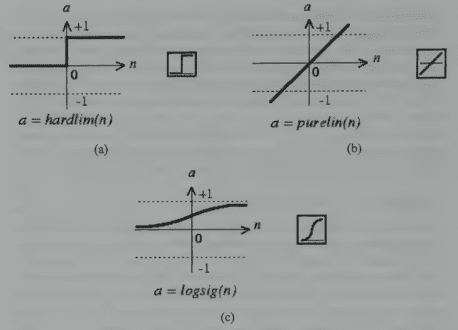 a
+1
n
0
-1
a = hardlim(n)
(a)
a
+1
n
0
-1
a = purelin(n)
(b)
a
+1
n
0
-1
a = logsig(n)
(c)